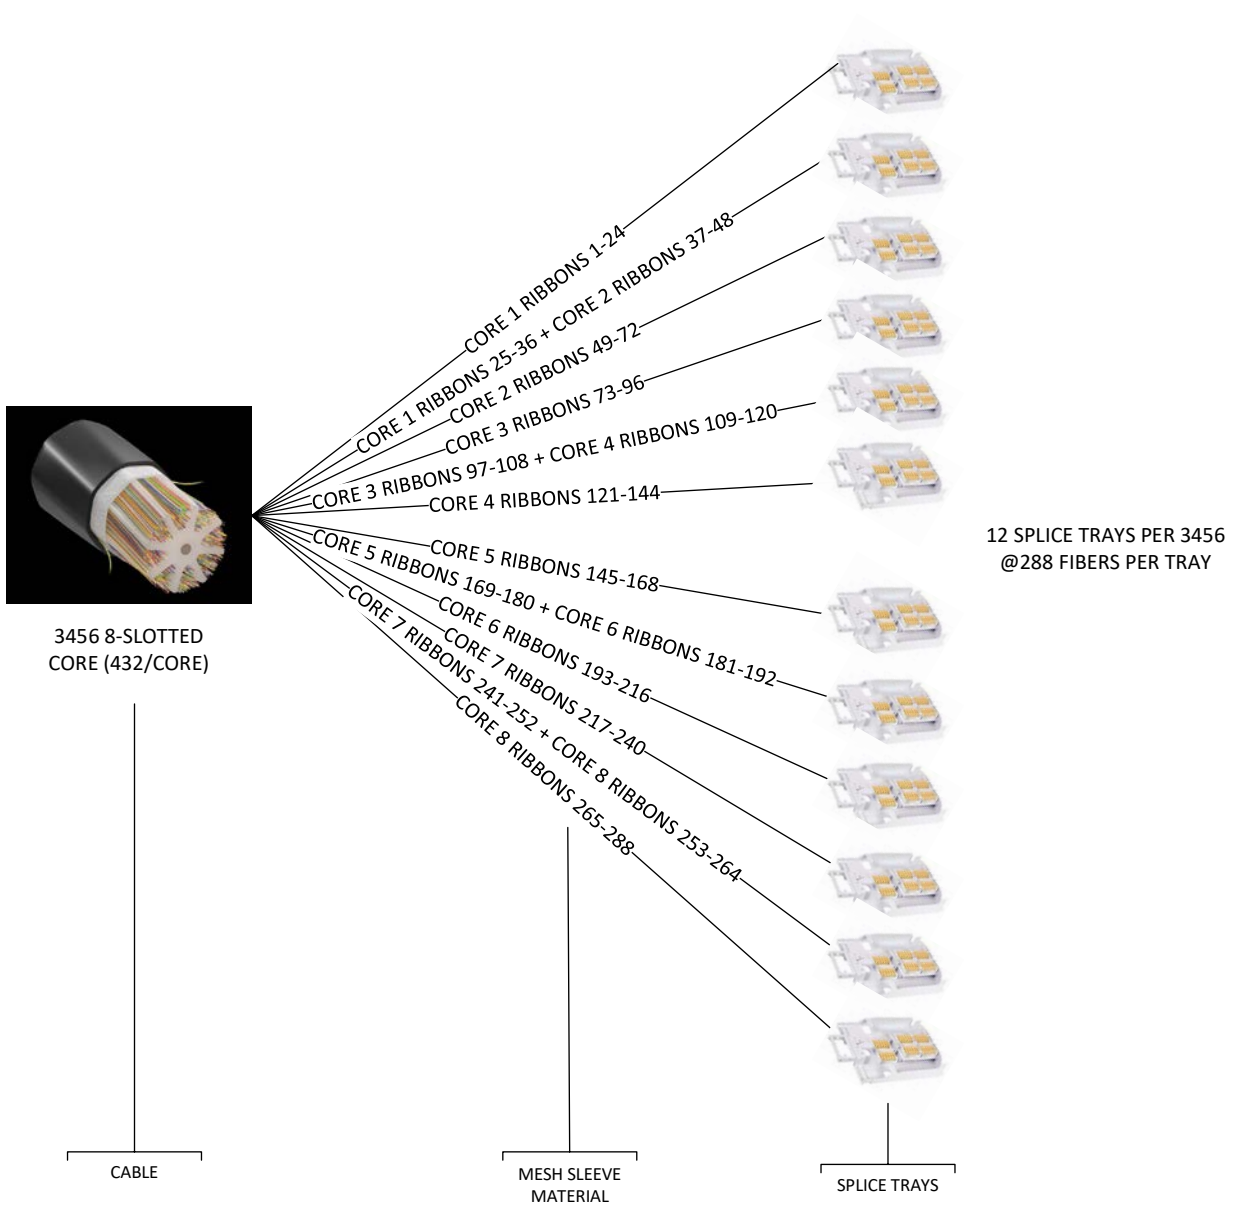 CORE 1 RIBBONS 1-24
CORE 1 RIBBONS 25-36 + CORE 2 RIBBONS 37-48
CORE 2 RIBBONS 49-72
CORE 3 RIBBONS 73-96
CORE 3 RIBBONS 97-108 + CORE 4 RIBBONS 109-120
CORE 4 RIBBONS 121-144
CORE 5 RIBBONS 145-168
CORE 5 RIBBONS 169-180 + CORE 6 RIBBONS 181-192
CORE 6 RIBBONS 193-216
CORE 7 RIBBONS 217-240
CORE 7 RIBBONS 241-252 + CORE 8 RIBBONS 253-264
CORE 8 RIBBONS 265-288
12 SPLICE TRAYS PER 3456
@288 FIBERS PER TRAY
3456 8-SLOTTED
CORE (432/CORE)
CABLE
MESH SLEEVE
MATERIAL
SPLICE TRAYS